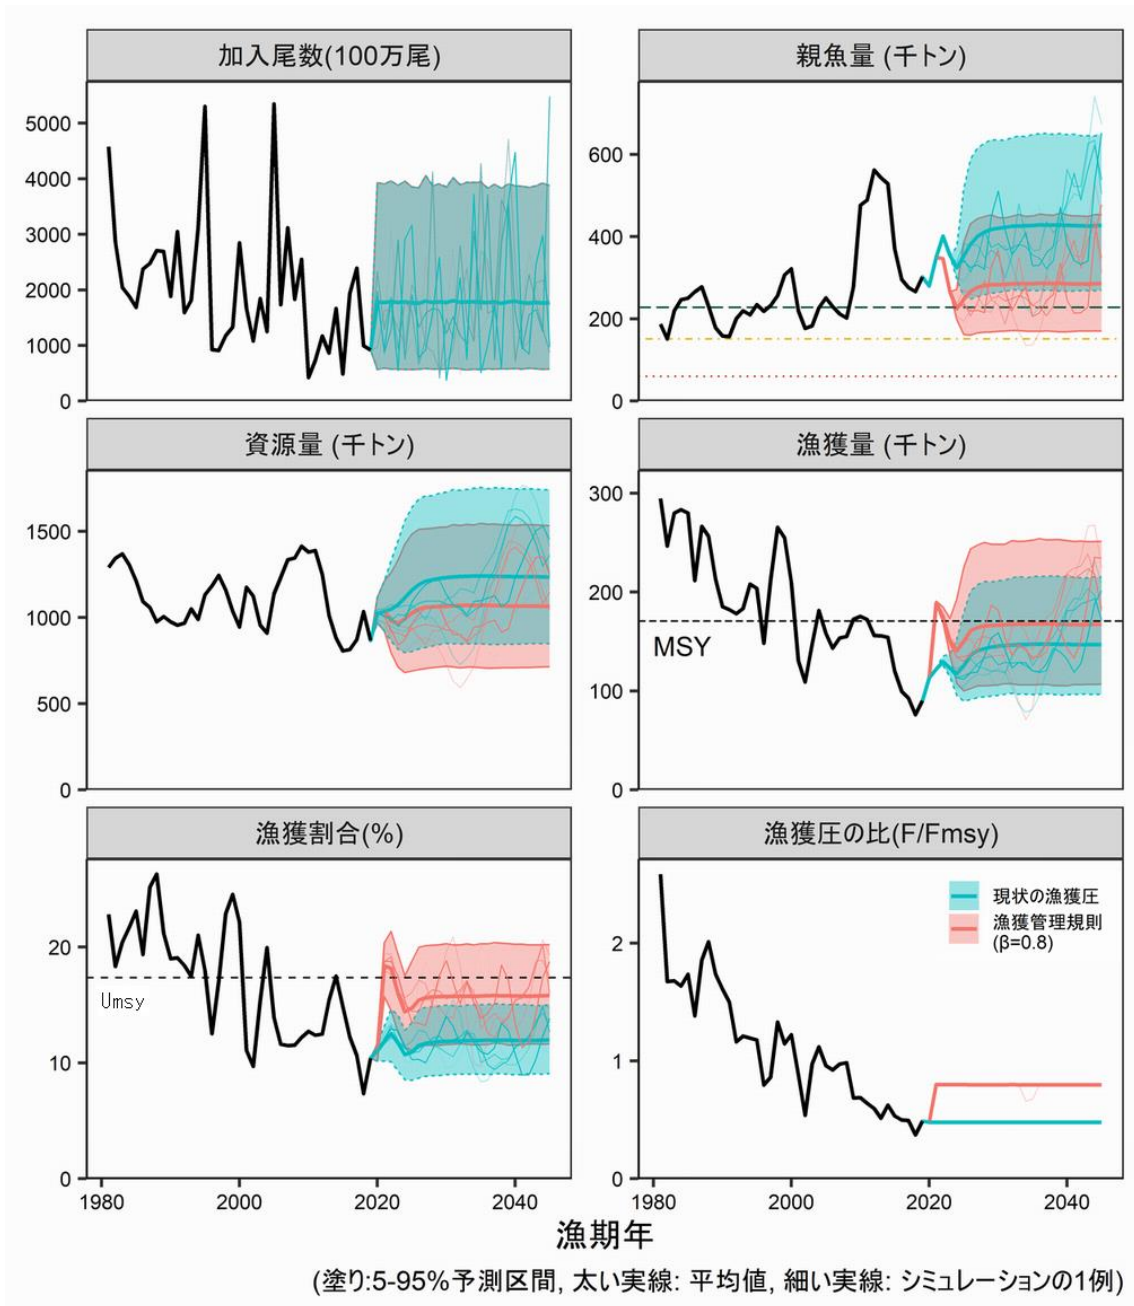 加入尾数(100万尾)
親魚量 (千トン)
5000
4000
3000
2000
1000
0
600
400
200
0
資源量 (千トン)
漁獲量 (千トン)
1500
1000
500
0
300
200
100
0
MSY
漁獲割合(%)
漁獲圧の比(F/Fmsy)
20
10
0
Umsy
2
1
0
現状の漁獲圧
漁獲管理規則
(β=0.8)
1980 2000 2020 2040
1980 2000 2020 2040
漁期年
(塗り:5-95%予測区間, 太い実線: 平均値, 細い実線: シミュレーションの1例)